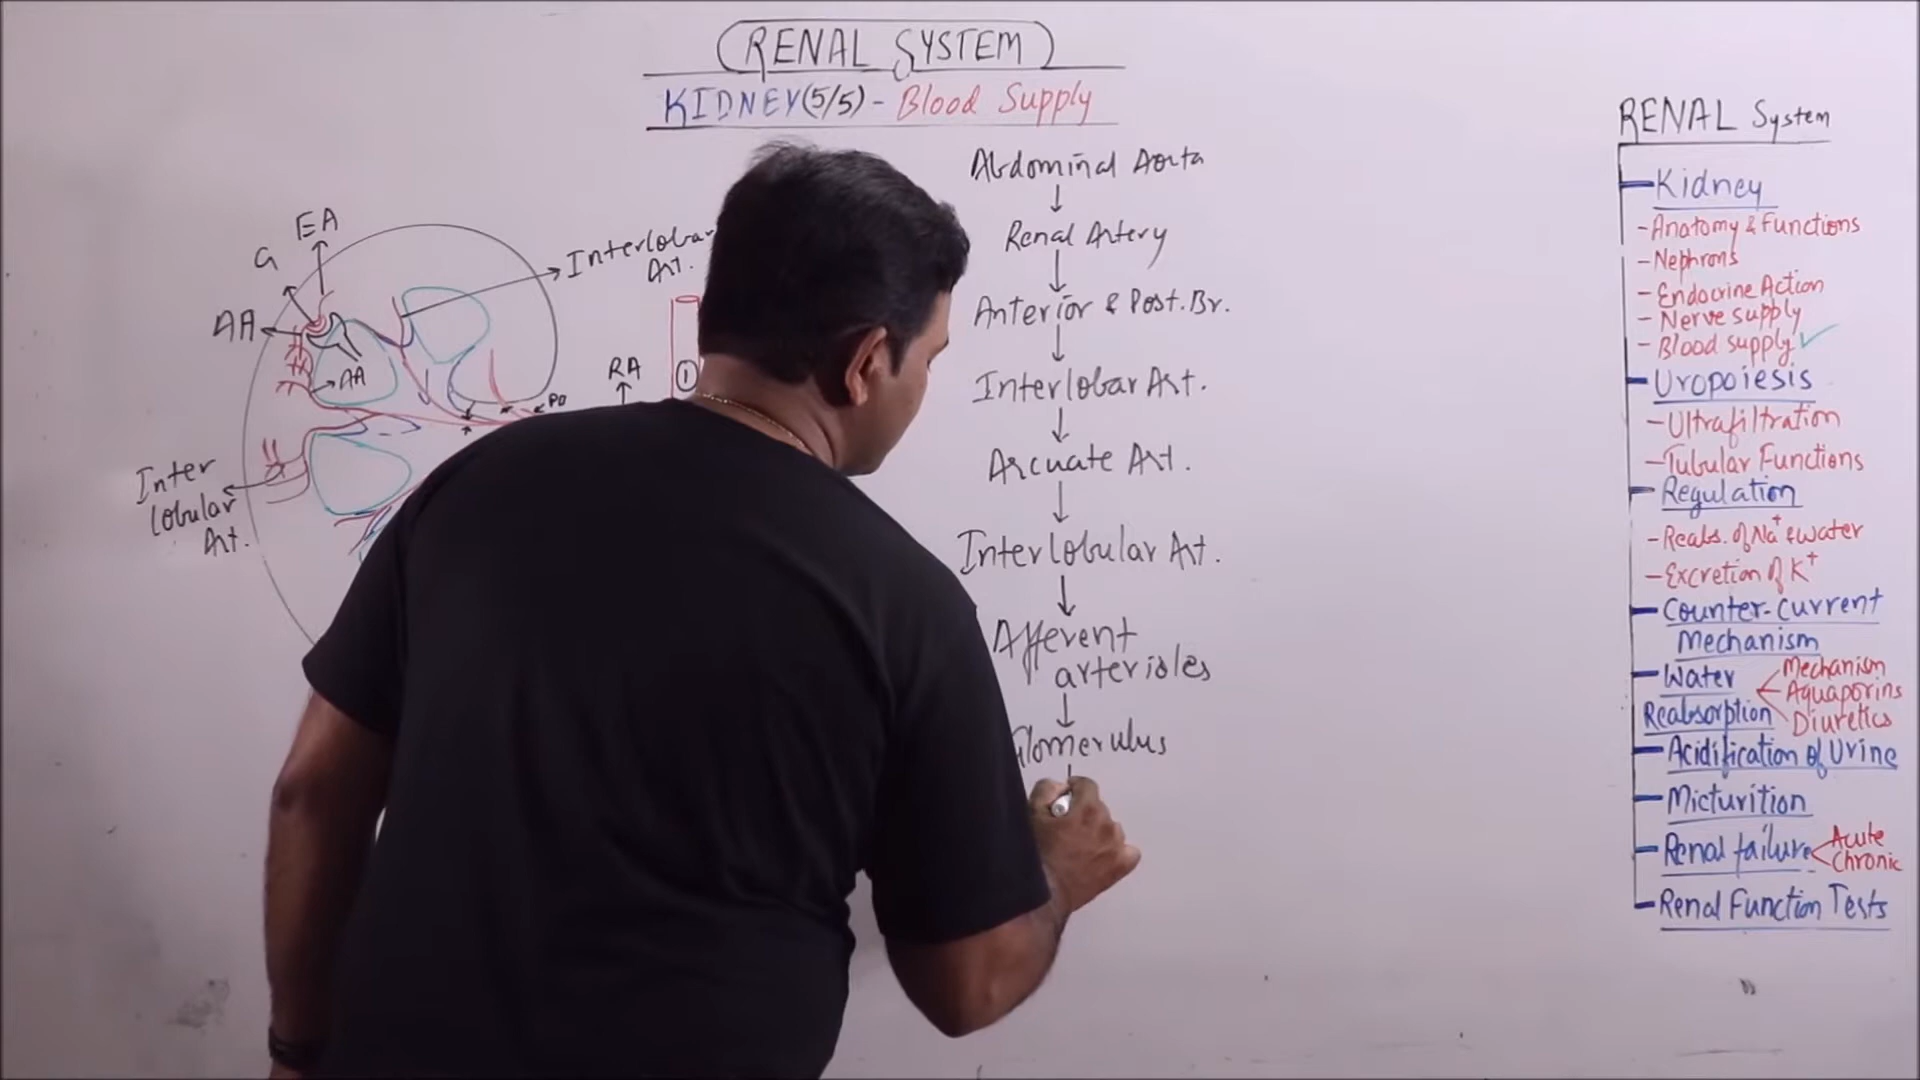 RENAL SYSTEM
KIDNEY(5/5) - Blood Supply
EA
G
AA
AA
Interlobar
Art.
RA
1
PD
Inter
lobular
Art.
Abdominal Aorta
↓
Renal Artery
↓
Anterior & Post. Br.
↓
Interlobar Art.
↓
Arcuate Art.
↓
Interlobular Art.
↓
Afferent
arterioles
↓
Glomerulus
RENAL System
Kidney
- Anatomy & Functions
- Nephrons
- Endocrine Action
- Nerve supply
- Blood supply ✓
Uropoiesis
- Ultrafiltration
- Tubular Functions
Regulation
- Reabs. of Na⁺ & water
- Excretion of K⁺
Counter-current
Mechanism
Water
Reabsorption
Mechanism
Aquaporins
Diuretics
Acidification of Urine
Micturition
Renal failure
Acute
Chronic
Renal Function Tests